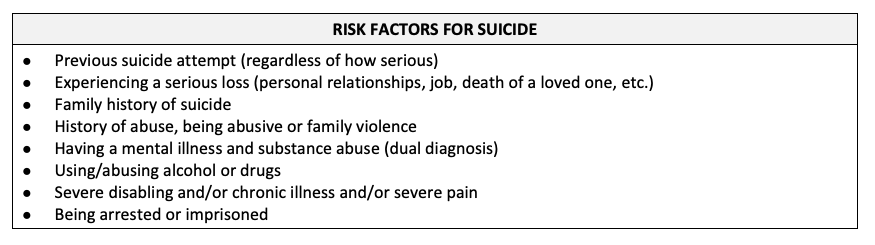 RISK FACTORS FOR SUICIDE
● Previous suicide attempt (regardless of how serious)
● Experiencing a serious loss (personal relationships, job, death of a loved one, etc.)
● Family history of suicide
● History of abuse, being abusive or family violence
● Having a mental illness and substance abuse (dual diagnosis)
● Using/abusing alcohol or drugs
● Severe disabling and/or chronic illness and/or severe pain
● Being arrested or imprisoned